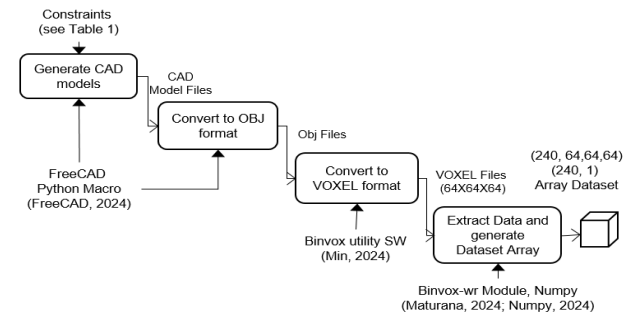 Constraints
(see Table 1)
Generate CAD
models
CAD
Model Files
Convert to OBJ
format
Obj Files
FreeCAD
Python Macro
(FreeCAD, 2024)
Convert to
VOXEL format
VOXEL Files
(64X64X64)
(240, 64,64,64)
(240, 1)
Array Dataset
Binvox utility SW
(Min, 2024)
Extract Data and
generate
Dataset Array
Binvox-wr Module, Numpy
(Maturana, 2024; Numpy, 2024)